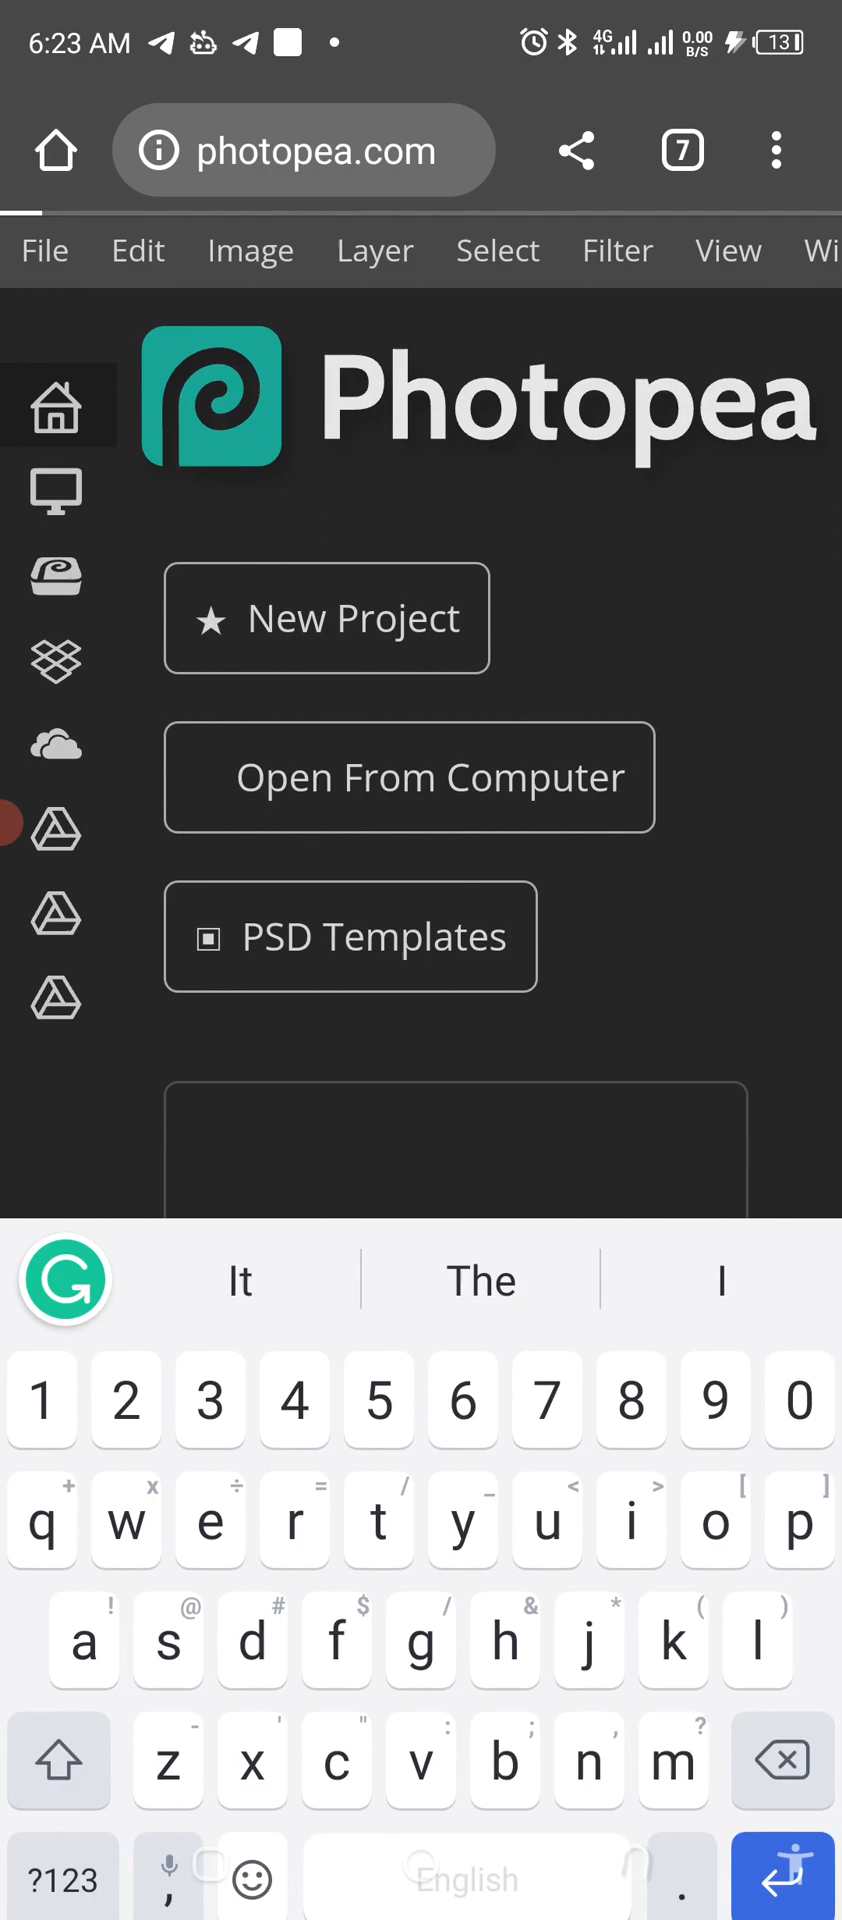 6:23 AM 4G 0.00 B/S 13
photopea.com 7
File Edit Image Layer Select Filter View Wi
Photopea
New Project
Open From Computer
PSD Templates
It The I
1 2 3 4 5 6 7 8 9 0
+ x ÷ = / _ < > [ ]
q w e r t y u i o p
! @ # $ / & * ( )
a s d f g h j k l
- ' " : ; , ?
z x c v b n m
?123 , English .